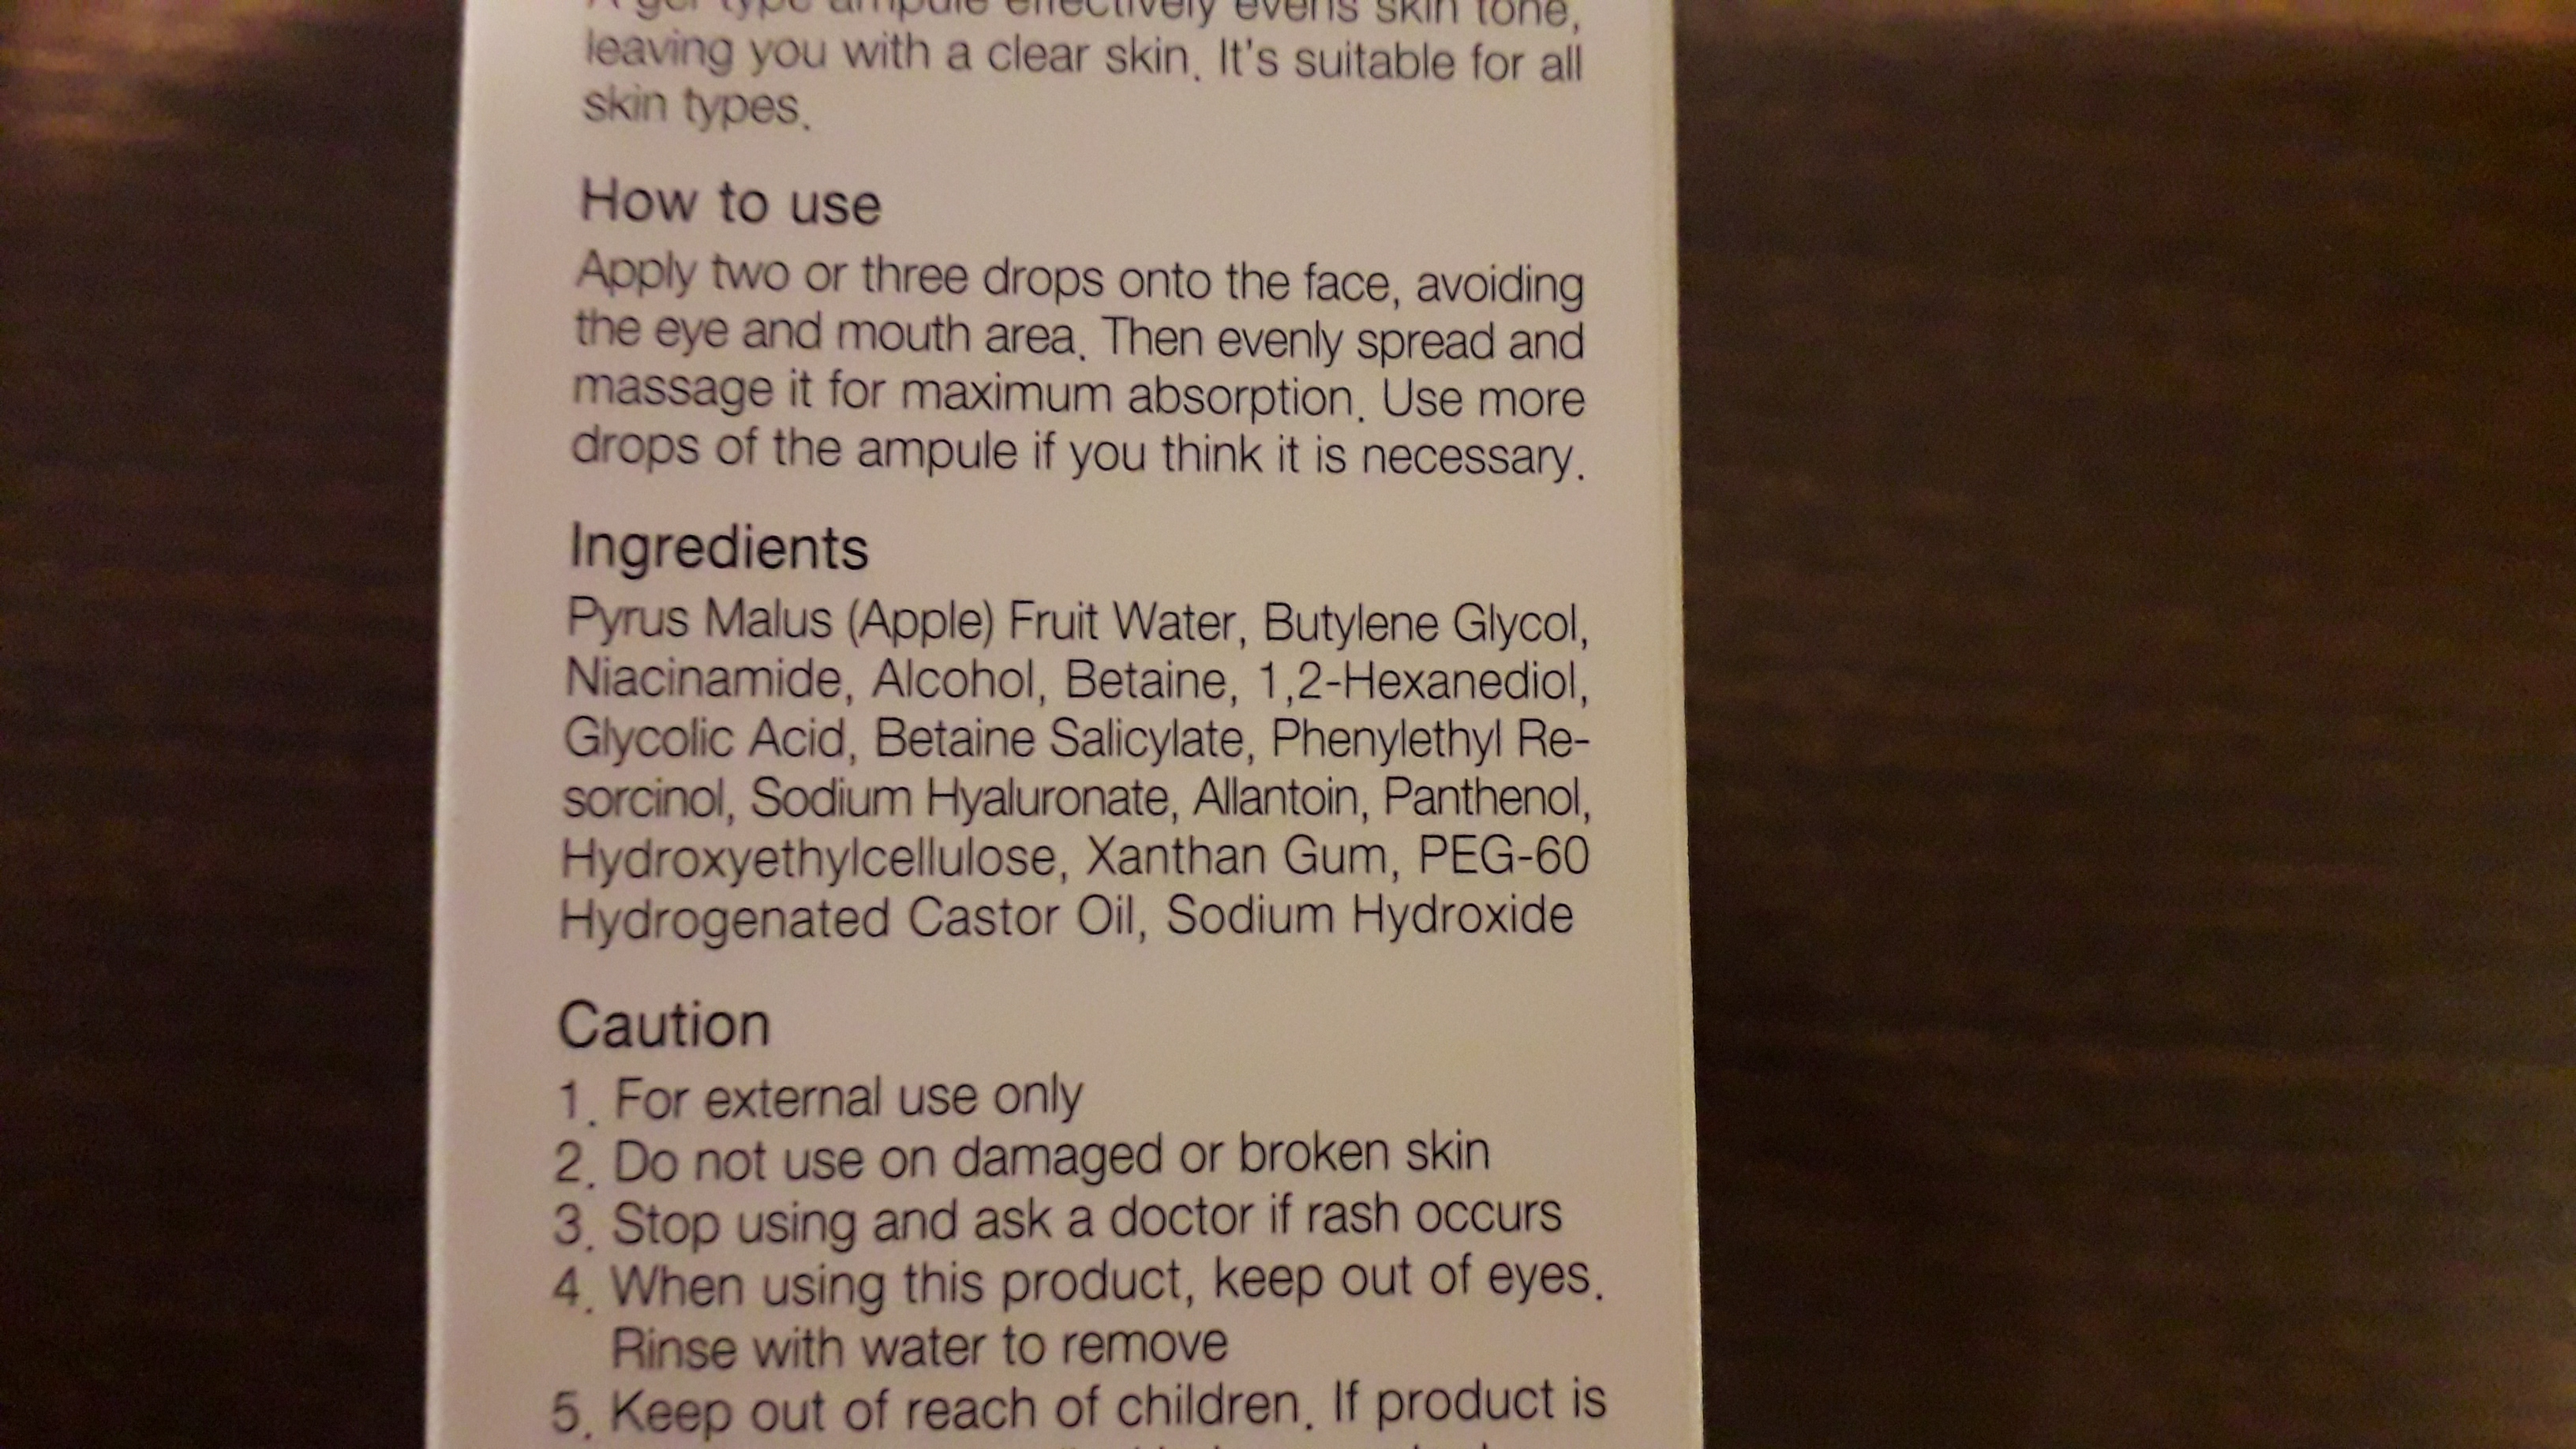 effectively evens skin tone,
leaving you with a clear skin. It's suitable for all
skin types.
How to use
Apply two or three drops onto the face, avoiding
the eye and mouth area. Then evenly spread and
massage it for maximum absorption. Use more
drops of the ampule if you think it is necessary.
Ingredients
Pyrus Malus (Apple) Fruit Water, Butylene Glycol,
Niacinamide, Alcohol, Betaine, 1,2-Hexanediol,
Glycolic Acid, Betaine Salicylate, Phenylethyl Re-
sorcinol, Sodium Hyaluronate, Allantoin, Panthenol,
Hydroxyethylcellulose, Xanthan Gum, PEG-60
Hydrogenated Castor Oil, Sodium Hydroxide
Caution
1. For external use only
2. Do not use on damaged or broken skin
3. Stop using and ask a doctor if rash occurs
4. When using this product, keep out of eyes.
Rinse with water to remove
5. Keep out of reach of children. If product is